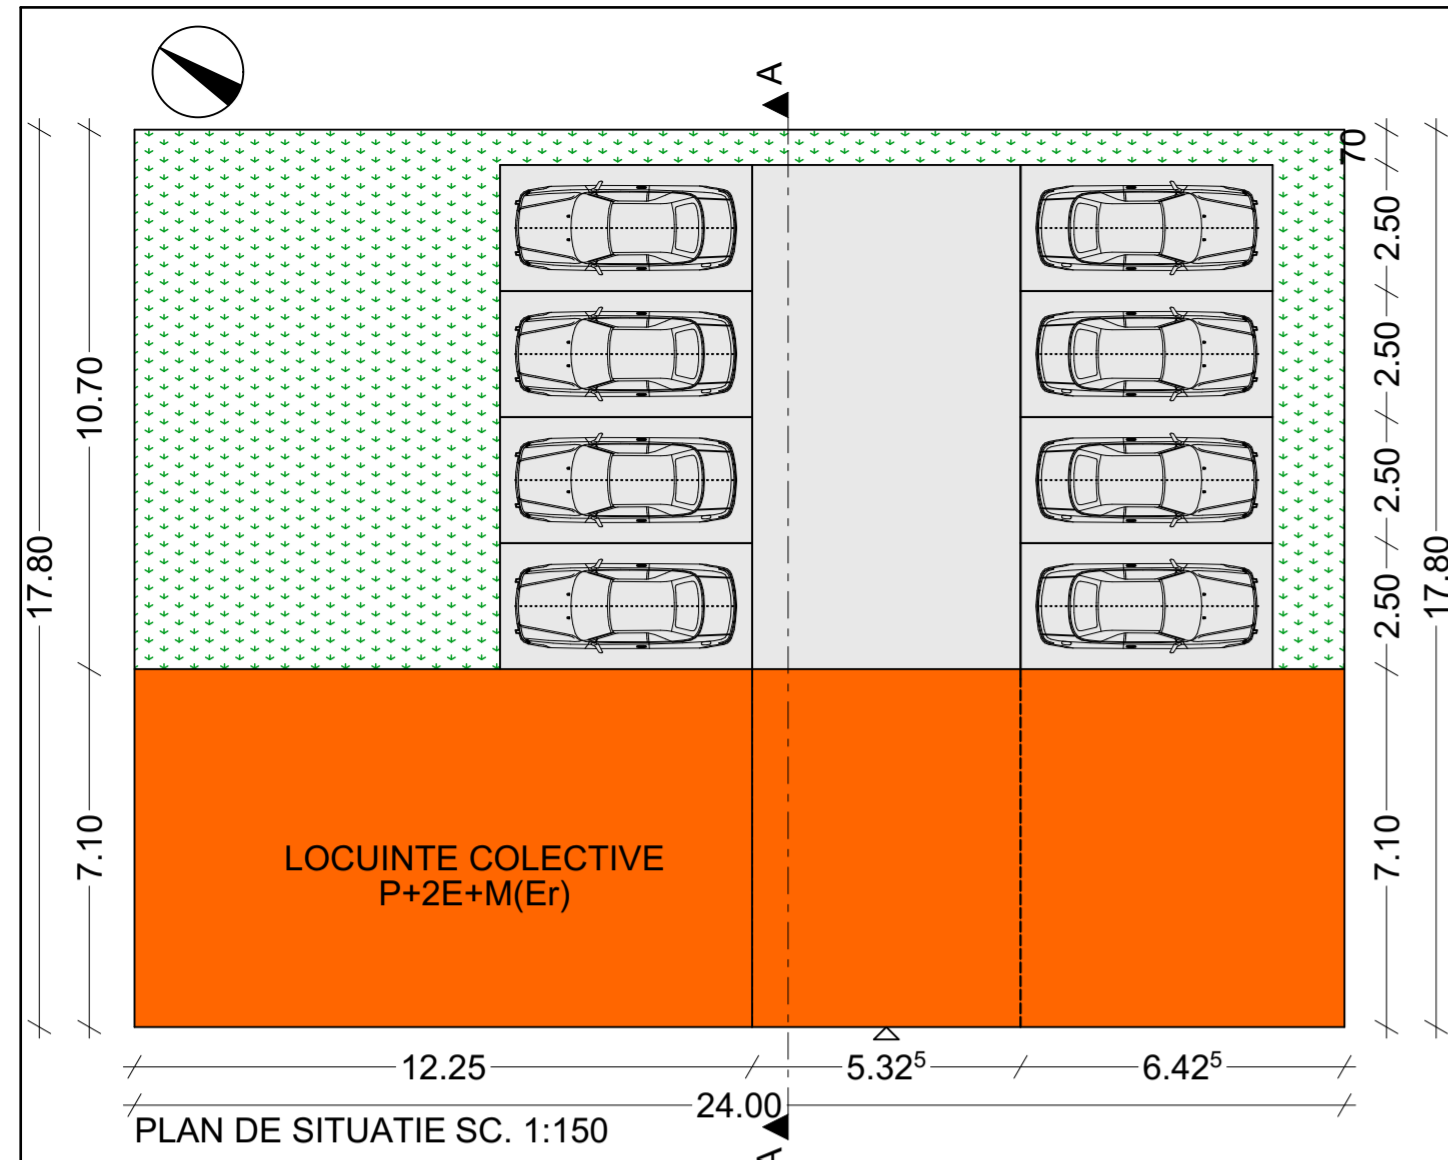 A
70
2.50
2.50
2.50
2.50
10.70
17.80
17.80
7.10
7.10
LOCUINTE COLECTIVE
P+2E+M(Er)
12.25
5.32⁵
6.42⁵
24.00
PLAN DE SITUATIE SC. 1:150
A